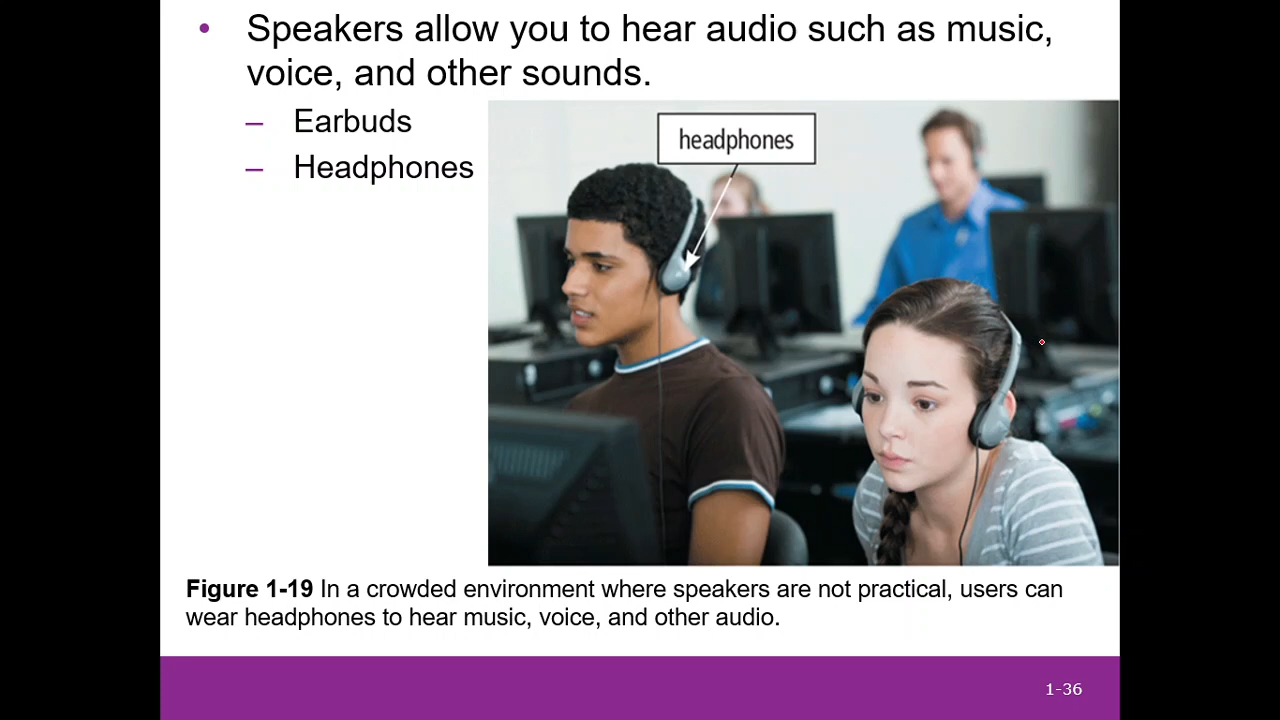 • Speakers allow you to hear audio such as music,
voice, and other sounds.
– Earbuds
– Headphones
headphones
Figure 1-19 In a crowded environment where speakers are not practical, users can
wear headphones to hear music, voice, and other audio.
1-36